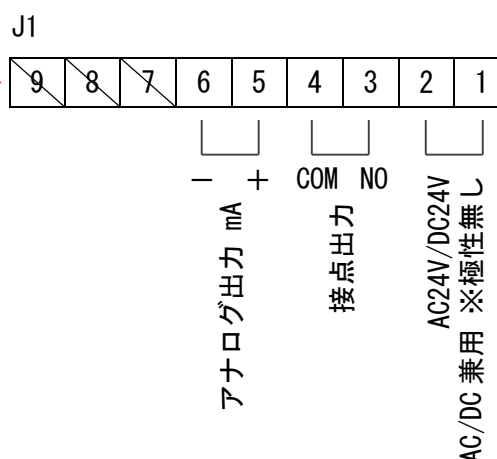 J1
9 8 7 6 5 4 3 2 1
− + COM NO
アナログ出力 mA
接点出力
AC24V/DC24V
AC/DC 兼用 ※極性無し